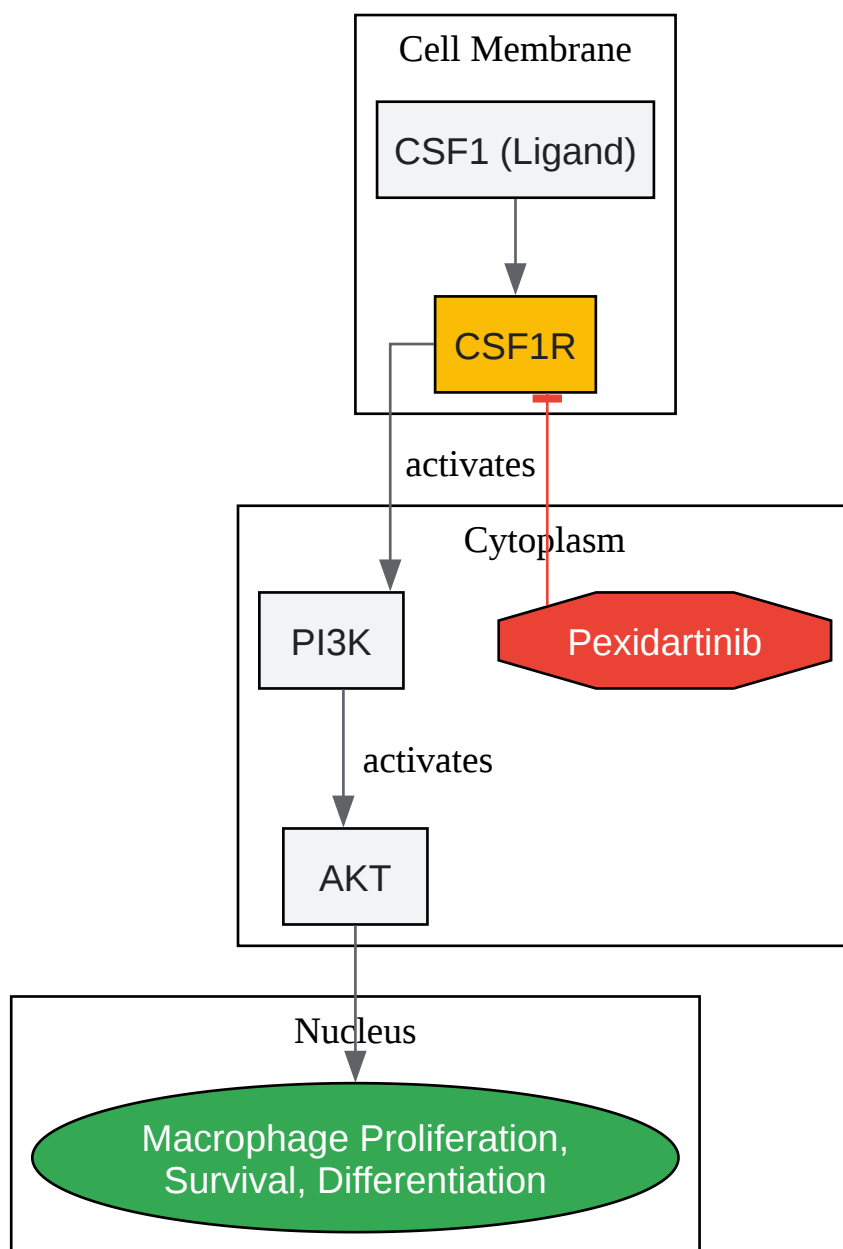 Cell Membrane
CSF1 (Ligand)
CSF1R
activates
Cytoplasm
PI3K
Pexidartinib
activates
AKT
Nucleus
Macrophage Proliferation,
Survival, Differentiation